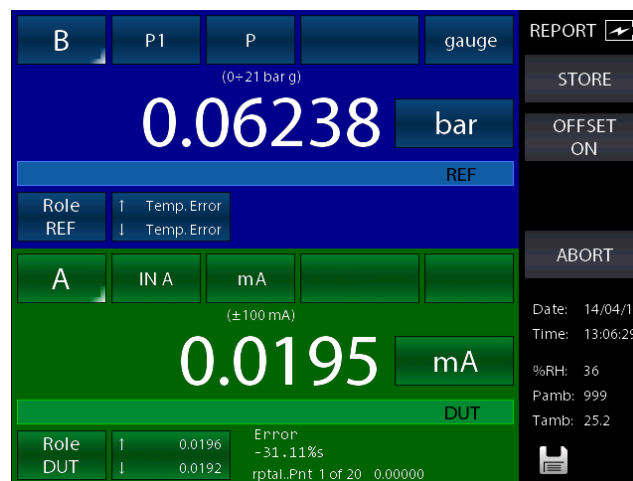 B P1 P gauge
(0÷21 bar g)
0.06238 bar
REF
Role REF
↑ Temp. Error
↓ Temp. Error
A IN A mA
(±100 mA)
0.0195 mA
DUT
Role DUT
↑ 0.0196
↓ 0.0192
Error
-31.11%s
rptal..Pnt 1 of 20 0.00000
REPORT
STORE
OFFSET
ON
ABORT
Date: 14/04/1
Time: 13:06:29
%RH: 36
Pamb: 999
Tamb: 25.2